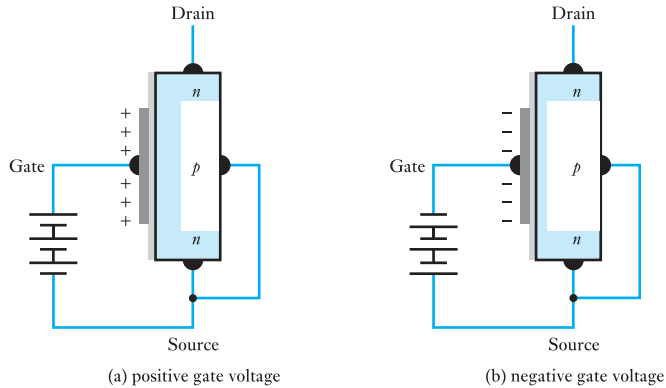 Drain
n
+
+
+
Gate
p
+
+
+
n
Source
(a) positive gate voltage
Drain
n
−
−
−
Gate
p
−
−
−
n
Source
(b) negative gate voltage